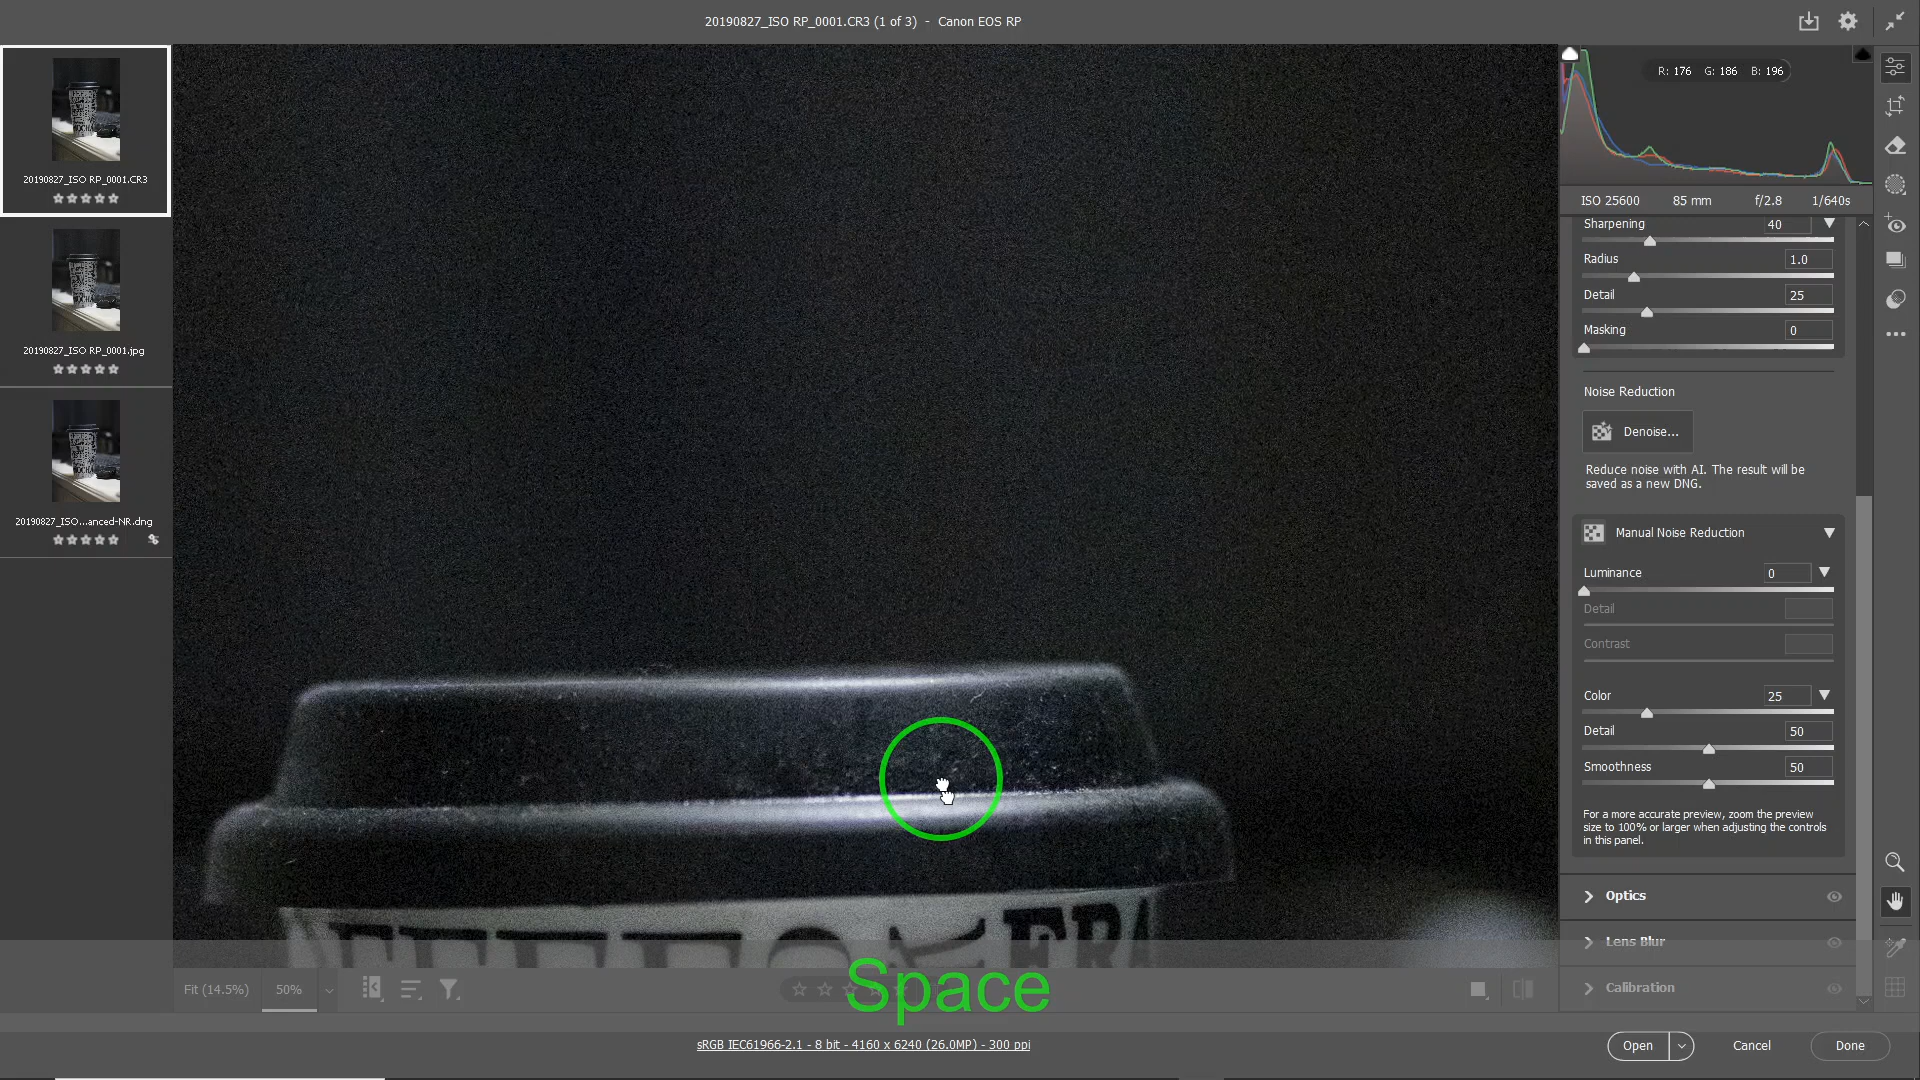 20190827_ISO RP_0001.CR3 (1 of 3) - Canon EOS RP
20190827_ISO RP_0001.CR3
20190827_ISO RP_0001.jpg
20190827_ISO...anced-NR.dng
R: 176 G: 186 B: 196
ISO 25600 85 mm f/2.8 1/640s
Sharpening 40
Radius 1.0
Detail 25
Masking 0
Noise Reduction
Denoise...
Reduce noise with AI. The result will be
saved as a new DNG.
Manual Noise Reduction
Luminance 0
Detail
Contrast
Color 25
Detail 50
Smoothness 50
For a more accurate preview, zoom the preview
size to 100% or larger when adjusting the controls
in this panel.
Optics
Lens Blur
Calibration
Fit (14.5%) 50%
Space
sRGB IEC61966-2.1 - 8 bit - 4160 x 6240 (26.0MP) - 300 ppi
Open Cancel Done